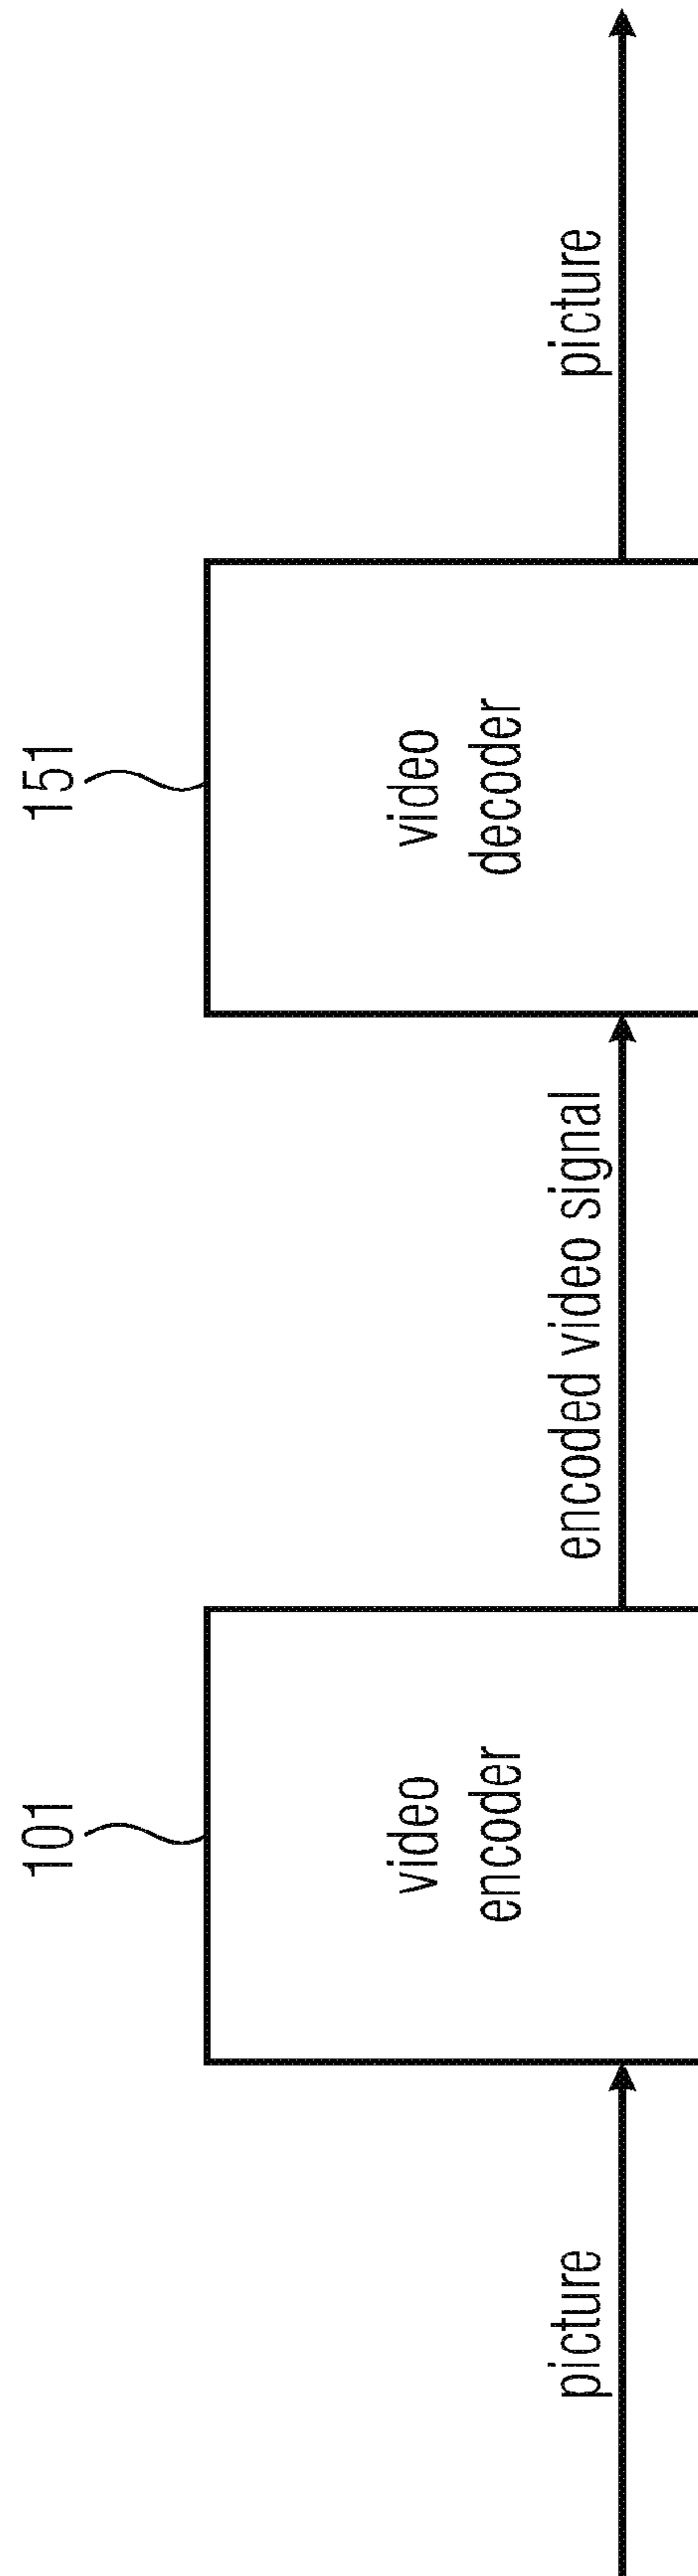 101
151
video
encoder
video
decoder
picture
encoded video signal
picture